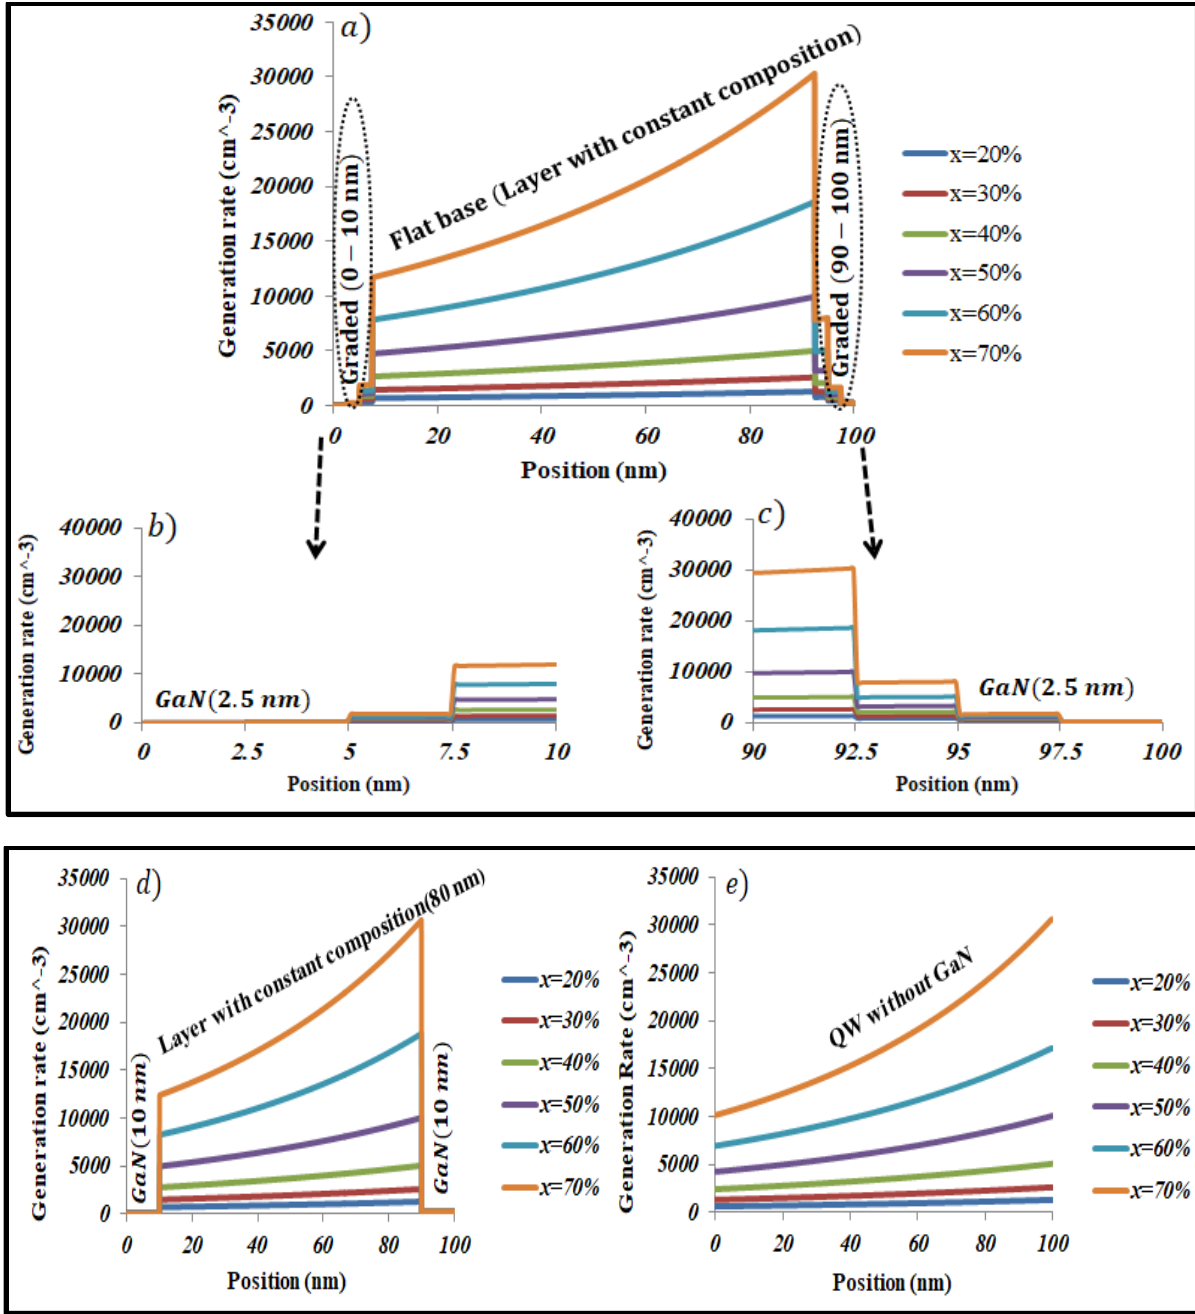 a)
35000
30000
25000
20000
15000
10000
5000
0
Generation rate (cm^-3)
Graded (0 – 10 nm)
Flat base (Layer with constant composition)
Graded (90 – 100 nm)
0 20 40 60 80 100
Position (nm)
x=20%
x=30%
x=40%
x=50%
x=60%
x=70%
b)
40000
30000
20000
10000
0
Generation rate (cm^-3)
GaN(2.5 nm)
0 2.5 5 7.5 10
Position (nm)
c)
40000
30000
20000
10000
0
Generation rate (cm^-3)
GaN(2.5 nm)
90 92.5 95 97.5 100
Position (nm)
d)
35000
30000
25000
20000
15000
10000
5000
0
Generation rate (cm^-3)
GaN(10 nm)
Layer with constant composition(80 nm)
GaN(10 nm)
0 20 40 60 80 100
Position (nm)
x=20%
x=30%
x=40%
x=50%
x=60%
x=70%
e)
35000
30000
25000
20000
15000
10000
5000
0
Generation Rate (cm^-3)
QW without GaN
0 20 40 60 80 100
Position (nm)
x=20%
x=30%
x=40%
x=50%
x=60%
x=70%